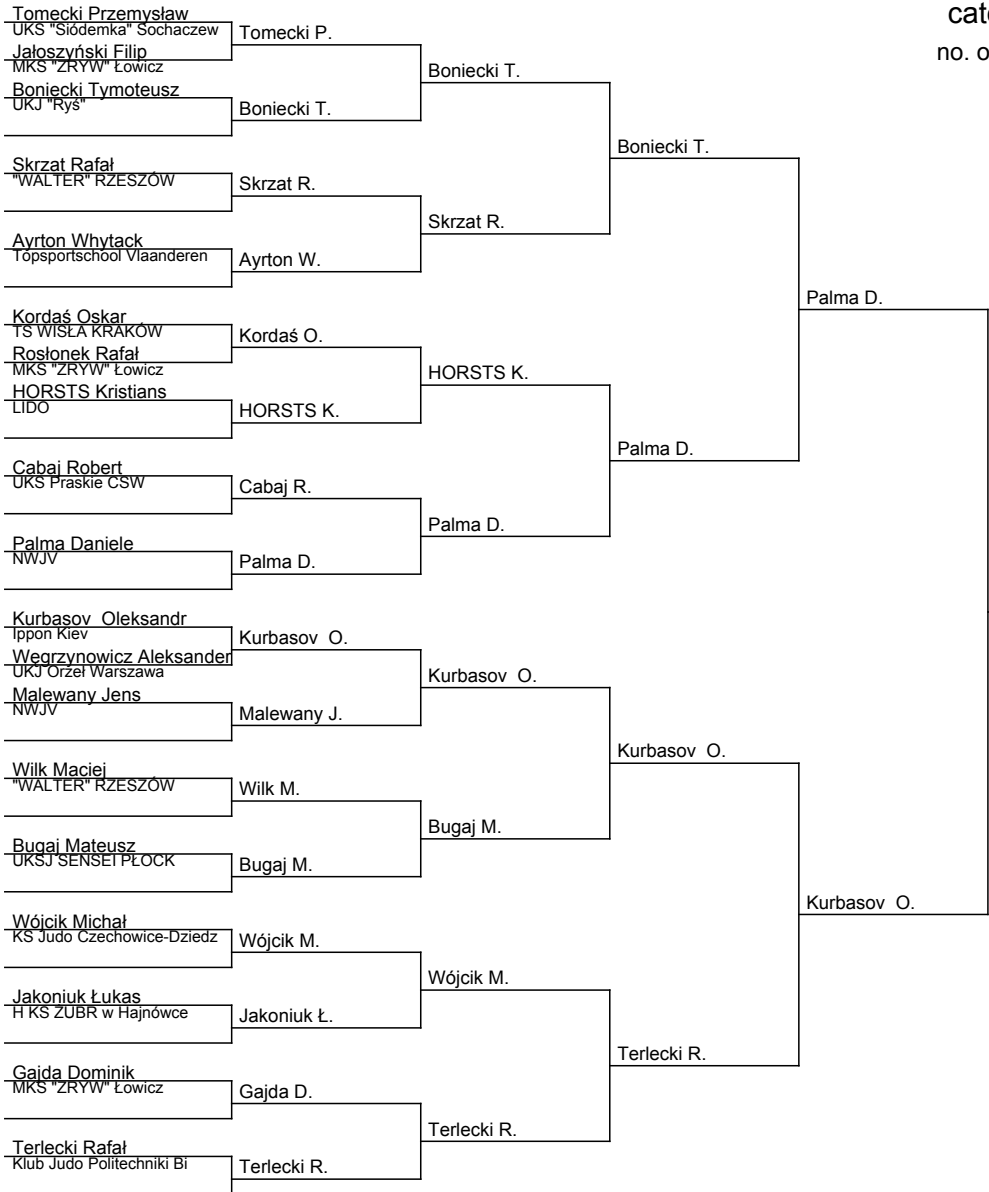 Tomecki Przemysław
UKS "Siódemka" Sochaczew
Jałoszyński Filip
MKS "ZRYW" Łowicz
Boniecki Tymoteusz
UKJ "Ryś"
Skrzat Rafał
"WALTER" RZESZÓW
Ayrton Whytack
Topsportschool Vlaanderen
Kordaś Oskar
TS WISŁA KRAKÓW
Rosłonek Rafał
MKS "ZRYW" Łowicz
HORSTS Kristians
LIDO
Cabaj Robert
UKS Praskie CSW
Palma Daniele
NWJV
Kurbasov Oleksandr
Ippon Kiev
Węgrzynowicz Aleksander
UKJ Orzeł Warszawa
Malewany Jens
NWJV
Wilk Maciej
"WALTER" RZESZÓW
Bugaj Mateusz
UKSJ SENSEI PŁOCK
Wójcik Michał
KS Judo Czechowice-Dziedz
Jakoniuk Łukas
H KS ŻUBR w Hajnówce
Gajda Dominik
MKS "ZRYW" Łowicz
Terlecki Rafał
Klub Judo Politechniki Bi
Tomecki P.
Boniecki T.
Skrzat R.
Ayrton W.
Kordaś O.
HORSTS K.
Cabaj R.
Palma D.
Kurbasov O.
Malewany J.
Wilk M.
Bugaj M.
Wójcik M.
Jakoniuk Ł.
Gajda D.
Terlecki R.
Boniecki T.
Skrzat R.
HORSTS K.
Palma D.
Kurbasov O.
Bugaj M.
Wójcik M.
Terlecki R.
Boniecki T.
Palma D.
Kurbasov O.
Terlecki R.
Palma D.
Kurbasov O.
no. o